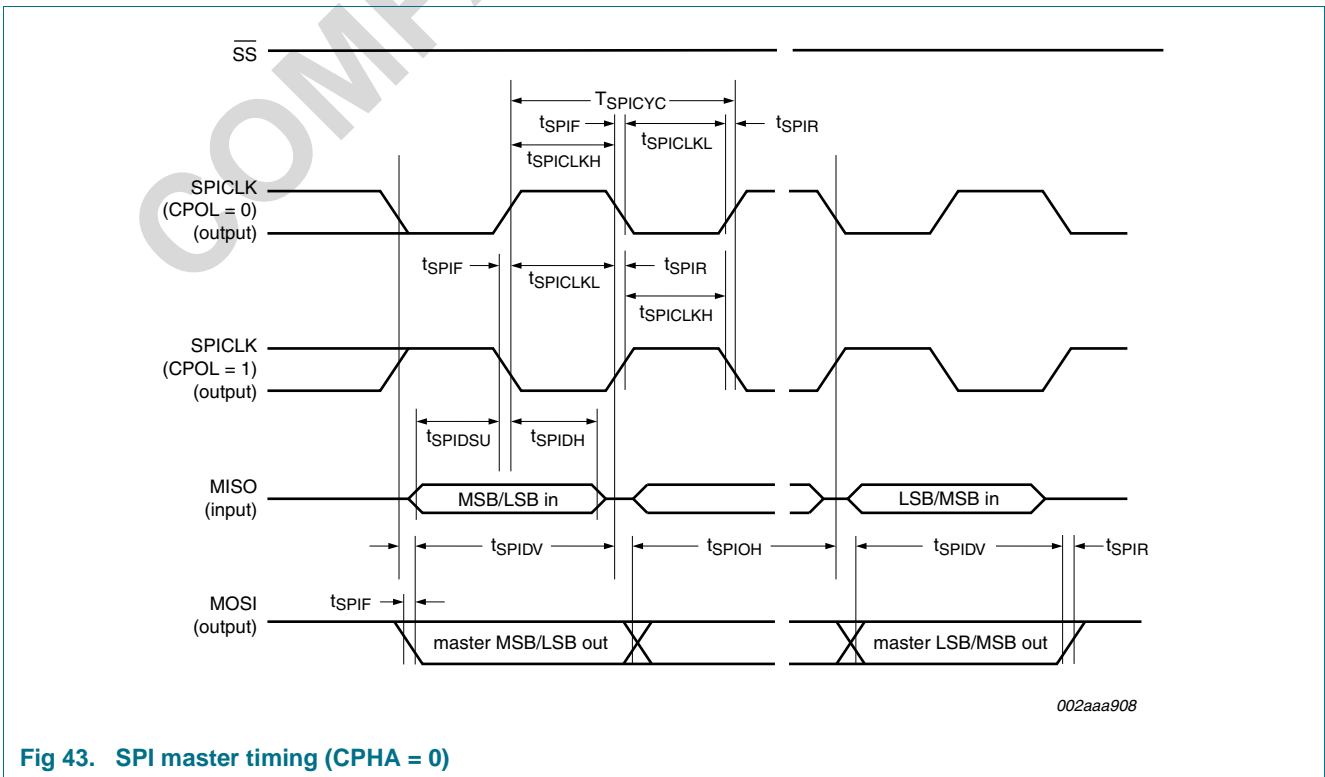 COMPA
SS
TSPICYC
tSPIF
tSPICLKL
tSPIR
tSPICLKH
SPICLK
(CPOL = 0)
(output)
tSPIF
tSPICLKL
tSPIR
tSPICLKH
SPICLK
(CPOL = 1)
(output)
tSPIDSU
tSPIDH
MISO
(input)
MSB/LSB in
LSB/MSB in
tSPIDV
tSPIOH
tSPIDV
tSPIR
tSPIF
MOSI
(output)
master MSB/LSB out
master LSB/MSB out
002aaa908
Fig 43. SPI master timing (CPHA = 0)